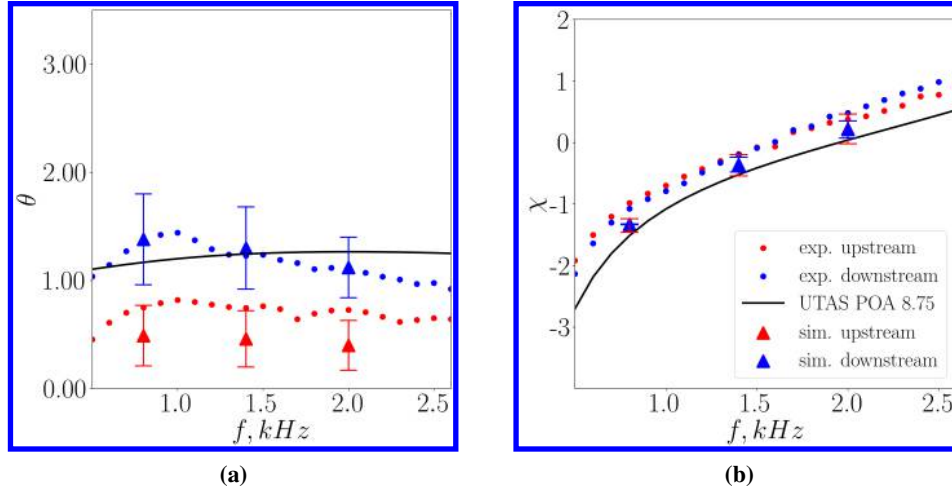 3.00
2.00
1.00
0.00
θ
1.0
1.5
2.0
2.5
f, kHz
(a)
2
1
0
-1
-2
-3
χ
exp. upstream
exp. downstream
UTAS POA 8.75
sim. upstream
sim. downstream
1.0
1.5
2.0
2.5
f, kHz
(b)